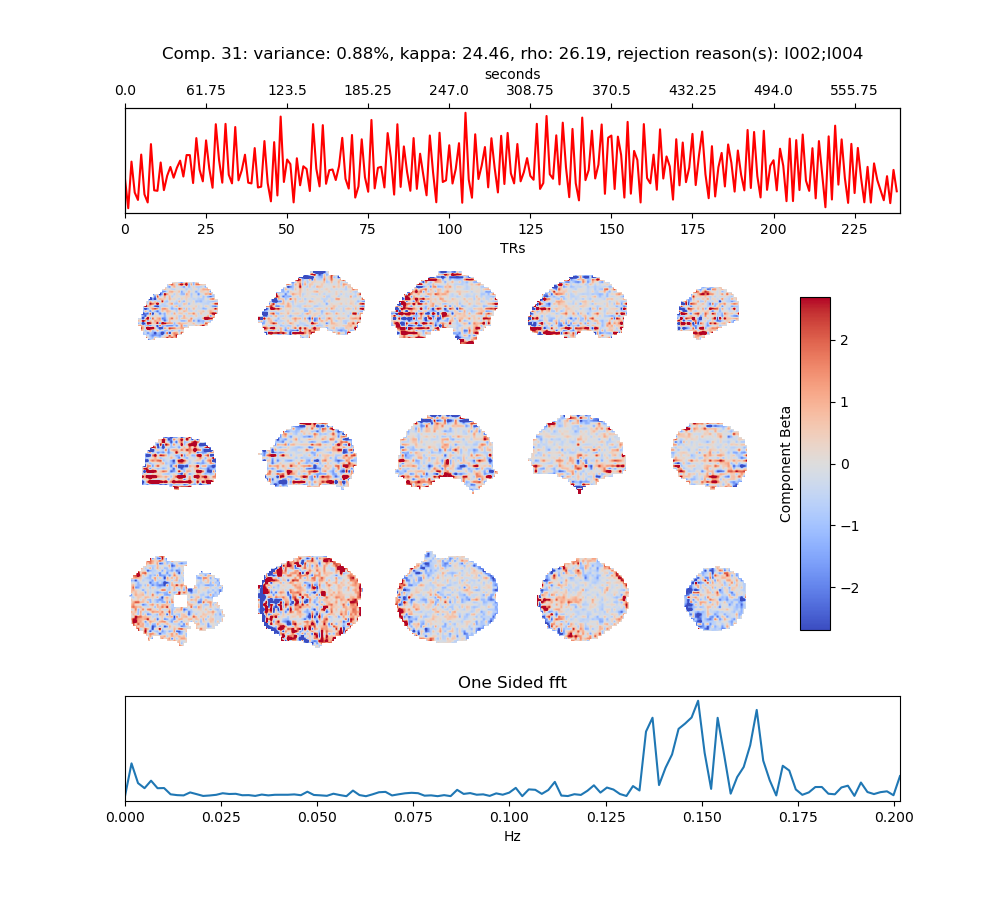 Comp. 31: variance: 0.88%, kappa: 24.46, rho: 26.19, rejection reason(s): I002;I004
seconds
0.0 61.75 123.5 185.25 247.0 308.75 370.5 432.25 494.0 555.75
0 25 50 75 100 125 150 175 200 225
TRs
2
1
0
−1
−2
Component Beta
One Sided fft
0.000 0.025 0.050 0.075 0.100 0.125 0.150 0.175 0.200
Hz